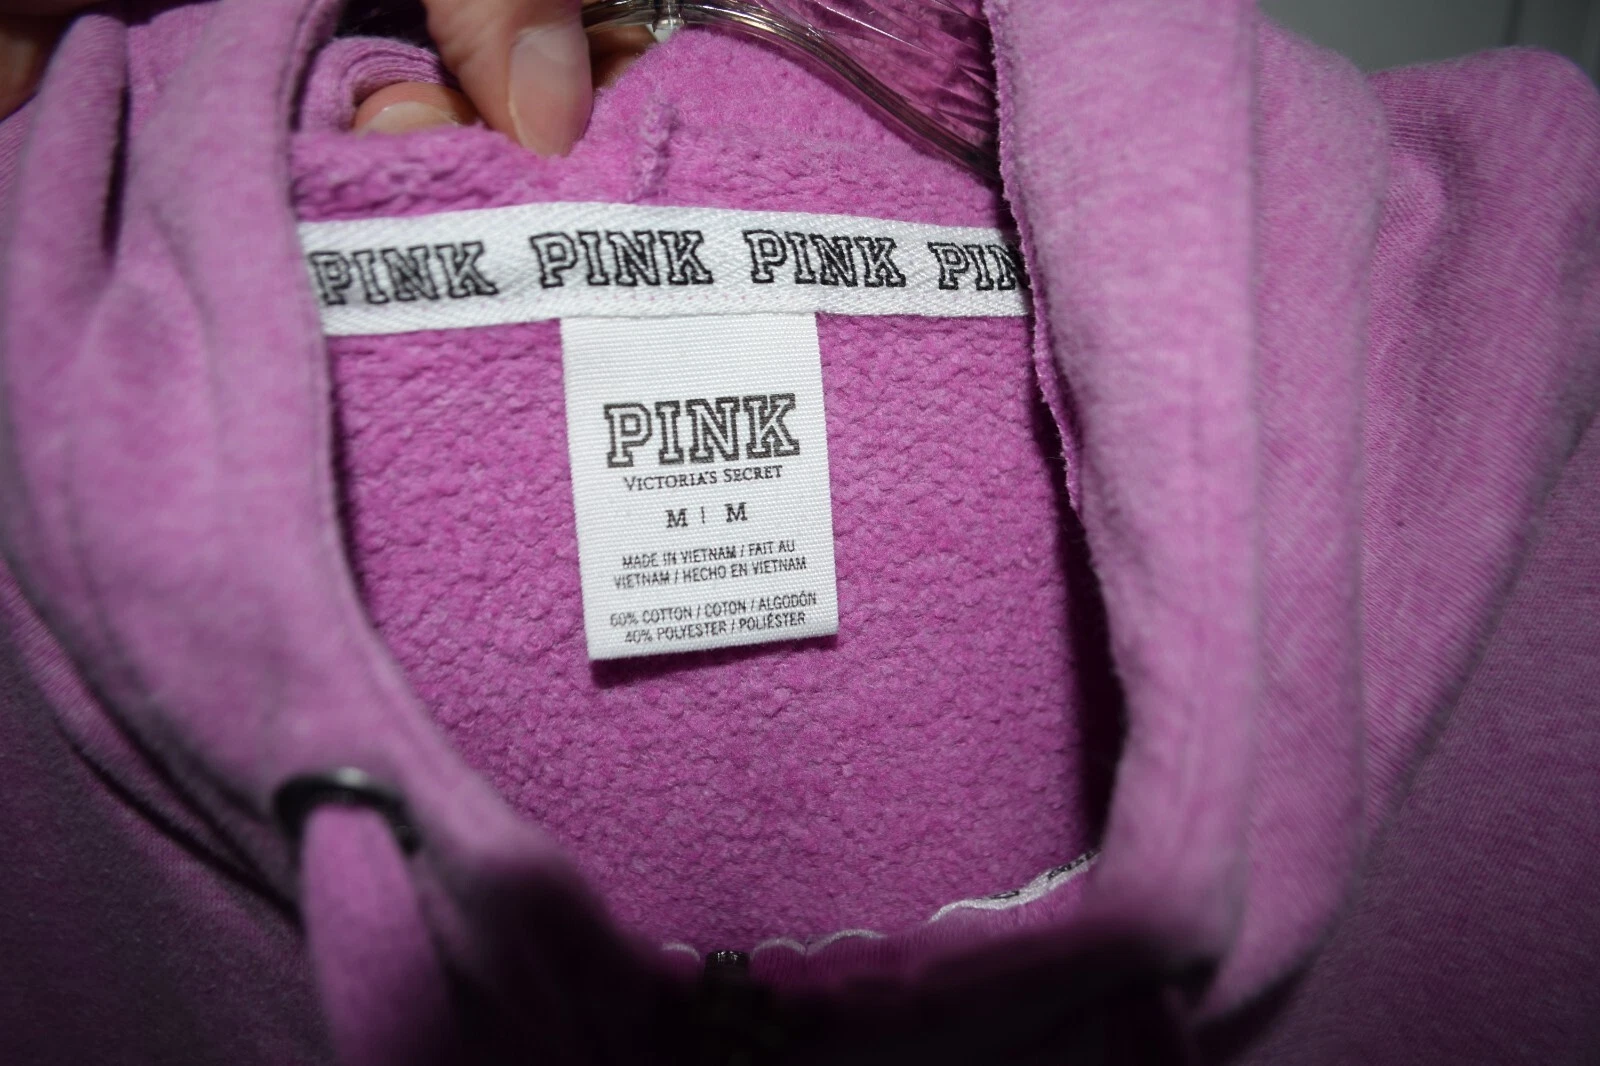 PINK PINK PINK PIN
PINK
VICTORIA'S SECRET
M | M
MADE IN VIETNAM / FAIT AU
VIETNAM / HECHO EN VIETNAM
60% COTTON / COTON / ALGODÓN
40% POLYESTER / POLIÉSTER